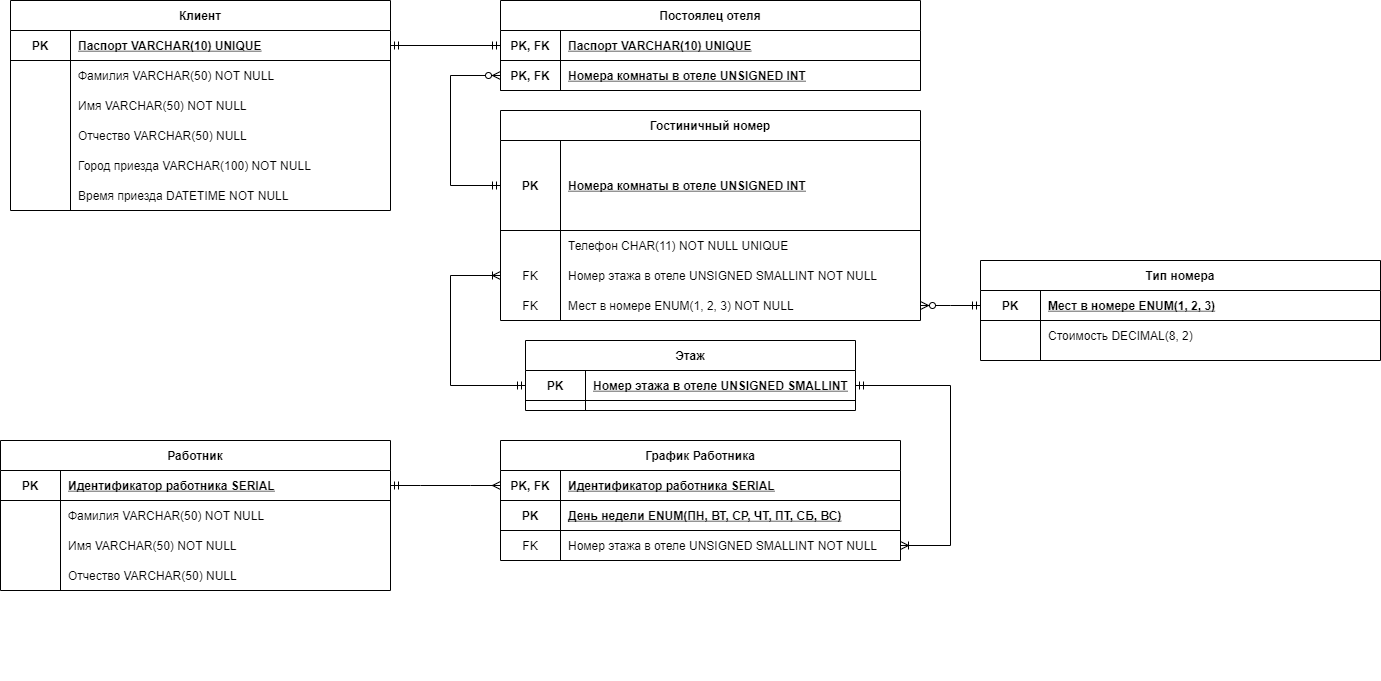 Клиент
PK Паспорт VARCHAR(10) UNIQUE
Фамилия VARCHAR(50) NOT NULL
Имя VARCHAR(50) NOT NULL
Отчество VARCHAR(50) NULL
Город приезда VARCHAR(100) NOT NULL
Время приезда DATETIME NOT NULL
Постоялец отеля
PK, FK Паспорт VARCHAR(10) UNIQUE
PK, FK Номера комнаты в отеле UNSIGNED INT
Гостиничный номер
PK Номера комнаты в отеле UNSIGNED INT
Телефон CHAR(11) NOT NULL UNIQUE
FK Номер этажа в отеле UNSIGNED SMALLINT NOT NULL
FK Мест в номере ENUM(1, 2, 3) NOT NULL
Тип номера
PK Мест в номере ENUM(1, 2, 3)
Стоимость DECIMAL(8, 2)
Этаж
PK Номер этажа в отеле UNSIGNED SMALLINT
Работник
PK Идентификатор работника SERIAL
Фамилия VARCHAR(50) NOT NULL
Имя VARCHAR(50) NOT NULL
Отчество VARCHAR(50) NULL
График Работника
PK, FK Идентификатор работника SERIAL
PK День недели ENUM(ПН, ВТ, СР, ЧТ, ПТ, СБ, ВС)
FK Номер этажа в отеле UNSIGNED SMALLINT NOT NULL